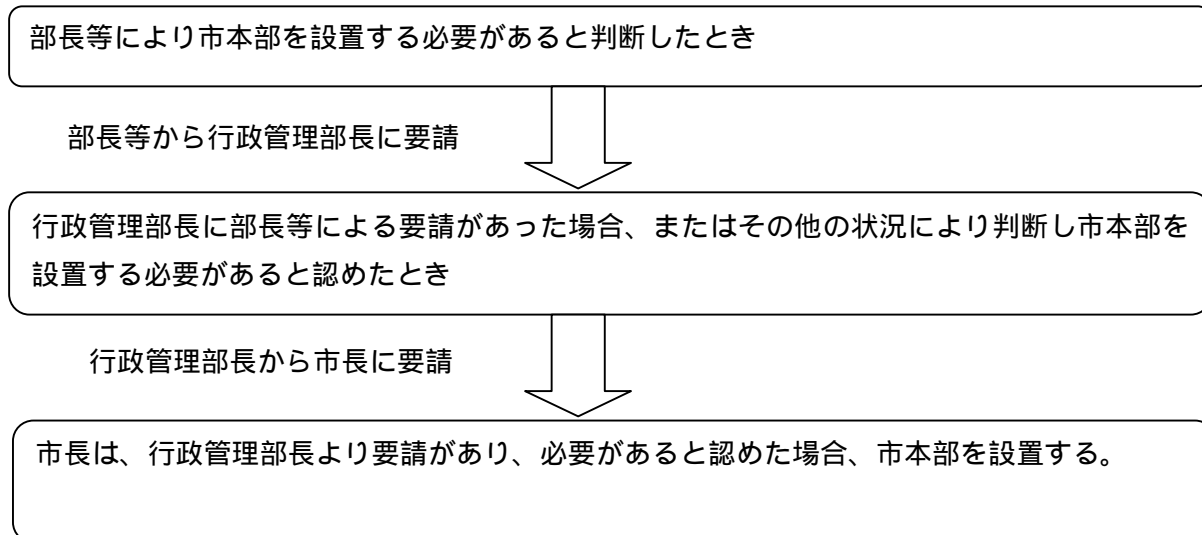 部長等により市本部を設置する必要があると判断したとき
部長等から行政管理部長に要請
行政管理部長に部長等による要請があった場合、またはその他の状況により判断し市本部を
設置する必要があると認めたとき
行政管理部長から市長に要請
市長は、行政管理部長より要請があり、必要があると認めた場合、市本部を設置する。